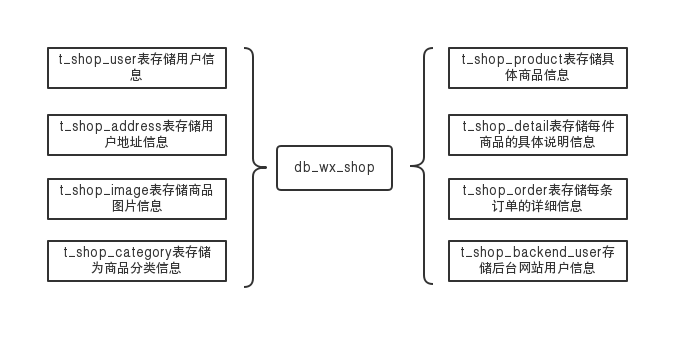 t_shop_user表存储用户信
息
t_shop_address表存储用
户地址信息
t_shop_image表存储商品
图片信息
t_shop_category表存储
为商品分类信息
db_wx_shop
t_shop_product表存储具
体商品信息
t_shop_detail表存储每件
商品的具体说明信息
t_shop_order表存储每条
订单的详细信息
t_shop_backend_user存
储后台网站用户信息